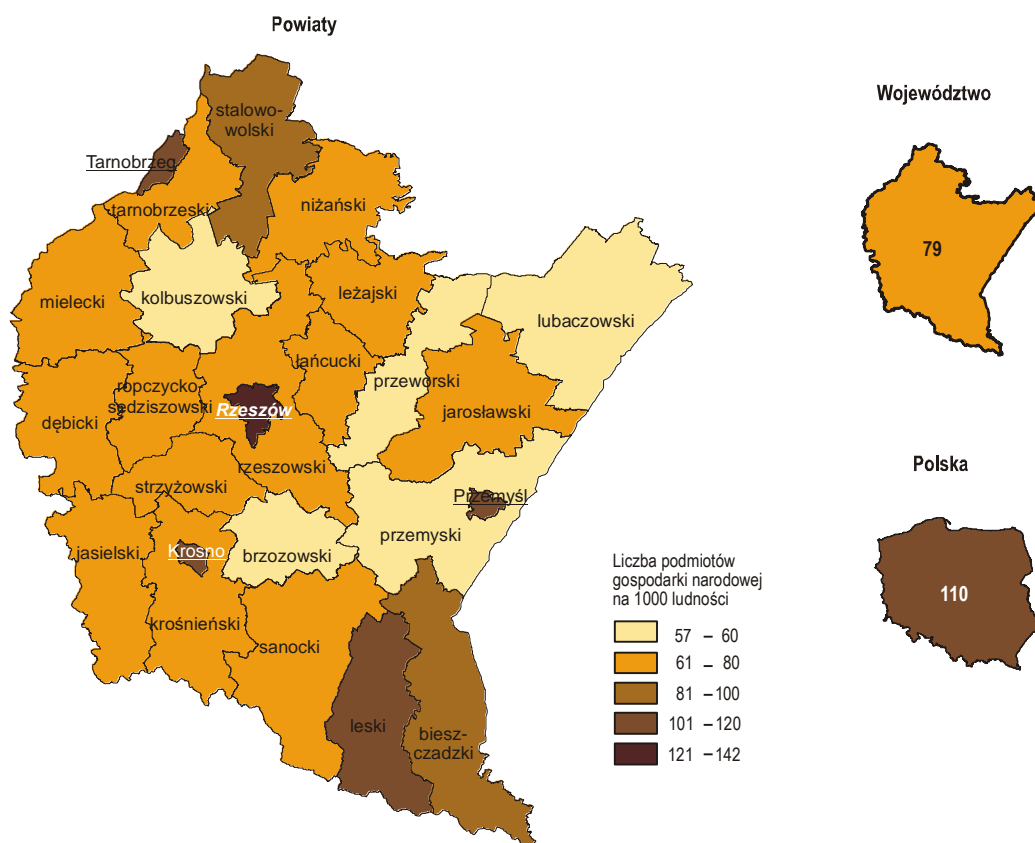 Powiaty
stalowo-
wolski
Tarnobrzeg
tarnobrzeski
niżański
mielecki
kolbuszowski
leżajski
lubaczowski
łańcucki
przeworski
ropczycko-
sędziszowski
Rzeszów
jarosławski
dębicki
rzeszowski
strzyżowski
Przemyśl
przemyski
jasielski
Krosno
brzozowski
krośnieński
sanocki
leski
biesz-
czadzki
Województwo
79
Polska
110
Liczba podmiotów
gospodarki narodowej
na 1000 ludności
57 – 60
61 – 80
81 –100
101 –120
121 –142